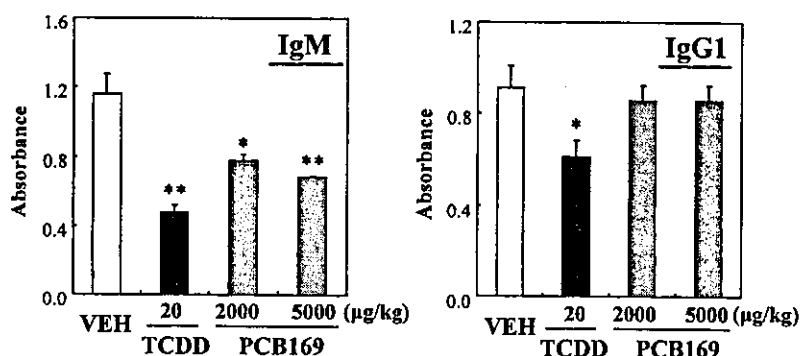 1.6
1.2
0.8
0.4
0.0
Absorbance
IgM
**
*
**
VEH
20
2000
5000 (μg/kg)
TCDD
PCB169
1.2
0.8
0.4
0.0
Absorbance
IgG1
*
VEH
20
2000
5000 (μg/kg)
TCDD
PCB169